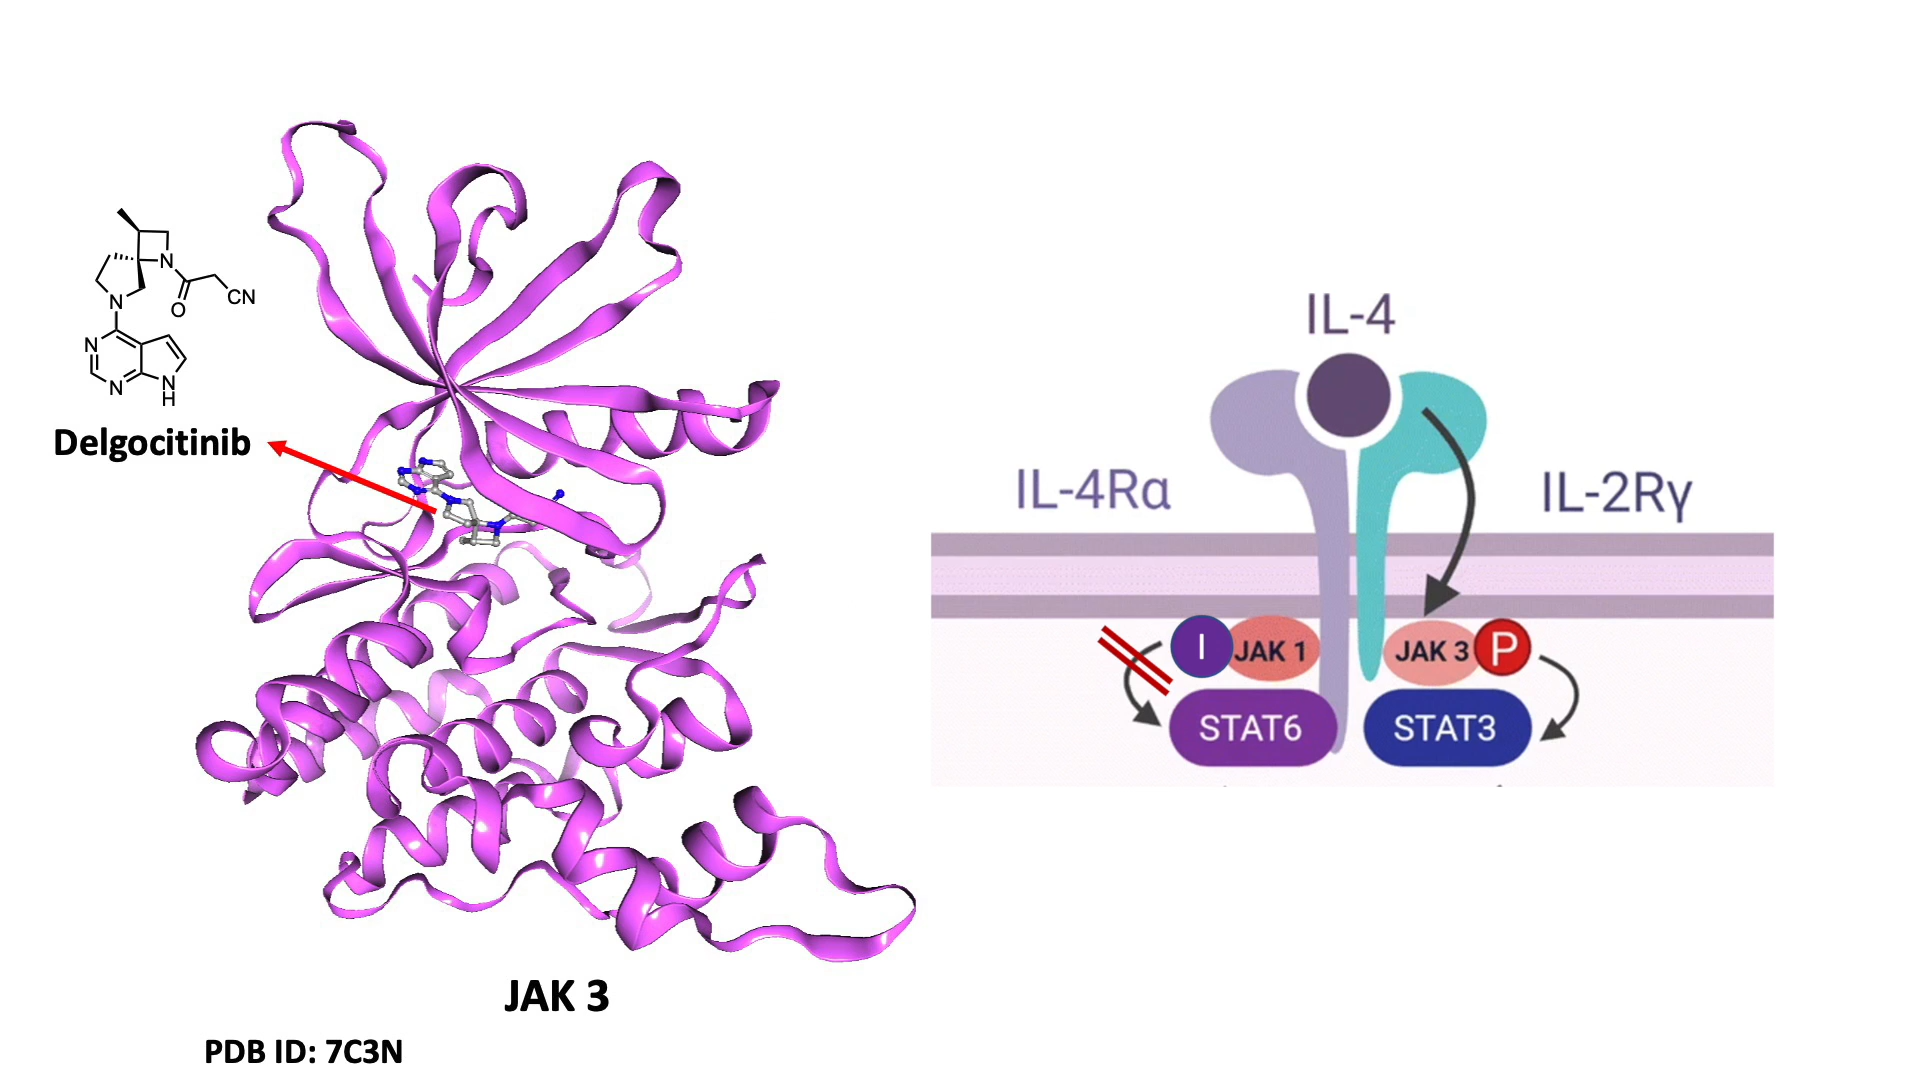 N
O
CN
N
N
N
N
H
Delgocitinib
JAK 3
PDB ID: 7C3N
IL-4
IL-4Rα
IL-2Rγ
I
JAK 1
JAK 3
P
STAT6
STAT3